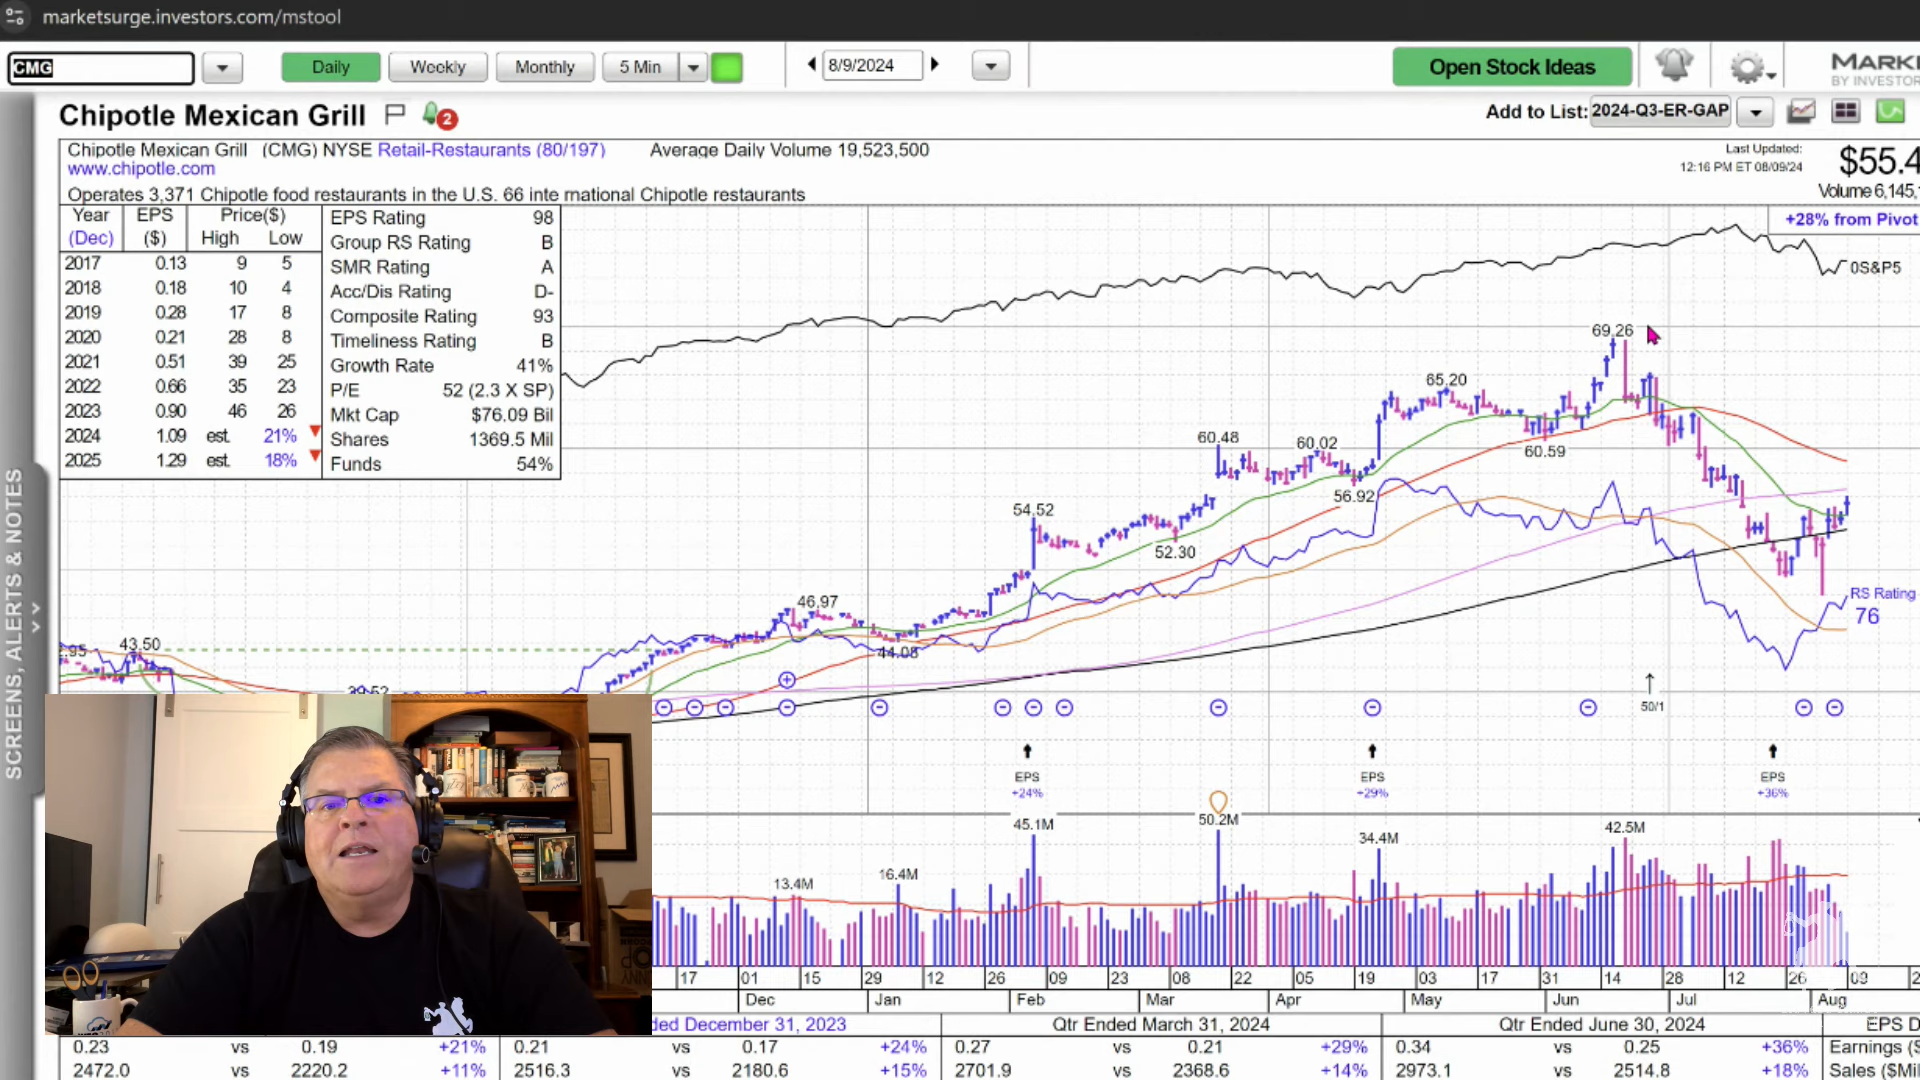 marketsurge.investors.com/mstool
CMG
Daily
Weekly
Monthly
5 Min
8/9/2024
Open Stock Ideas
MARK
BY INVESTOR
Chipotle Mexican Grill
2
Add to List: 2024-Q3-ER-GAP
Chipotle Mexican Grill (CMG) NYSE Retail-Restaurants (80/197) Average Daily Volume 19,523,500
www.chipotle.com
Operates 3,371 Chipotle food restaurants in the U.S. 66 inte national Chipotle restaurants
Last Updated:
12:16 PM ET 08/09/24
$55.4
Volume 6,145,
+28% from Pivot
Year EPS Price($)
(Dec) ($) High Low
2017 0.13 9 5
2018 0.18 10 4
2019 0.28 17 8
2020 0.21 28 8
2021 0.51 39 25
2022 0.66 35 23
2023 0.90 46 26
2024 1.09 est. 21%
2025 1.29 est. 18%
EPS Rating 98
Group RS Rating B
SMR Rating A
Acc/Dis Rating D-
Composite Rating 93
Timeliness Rating B
Growth Rate 41%
P/E 52 (2.3 X SP)
Mkt Cap $76.09 Bil
Shares 1369.5 Mil
Funds 54%
0S&P5
69.26
65.20
60.48
60.02
60.59
56.92
54.52
52.30
46.97
44.08
43.50
2.95
RS Rating
76
50/1
EPS
+24%
EPS
+29%
EPS
+36%
45.1M
50.2M
34.4M
42.5M
13.4M
16.4M
17 01 15 29 12 26 09 23 08 22 05 19 03 17 31 14 28 12 26 09
Dec Jan Feb Mar Apr May Jun Jul Aug
ded December 31, 2023 Qtr Ended March 31, 2024 Qtr Ended June 30, 2024 EPS D
0.23 vs 0.19 +21% 0.21 vs 0.17 +24% 0.27 vs 0.21 +29% 0.34 vs 0.25 +36% Earnings ($
2472.0 vs 2220.2 +11% 2516.3 vs 2180.6 +15% 2701.9 vs 2368.6 +14% 2973.1 vs 2514.8 +18% Sales ($Mil
SCREENS, ALERTS & NOTES